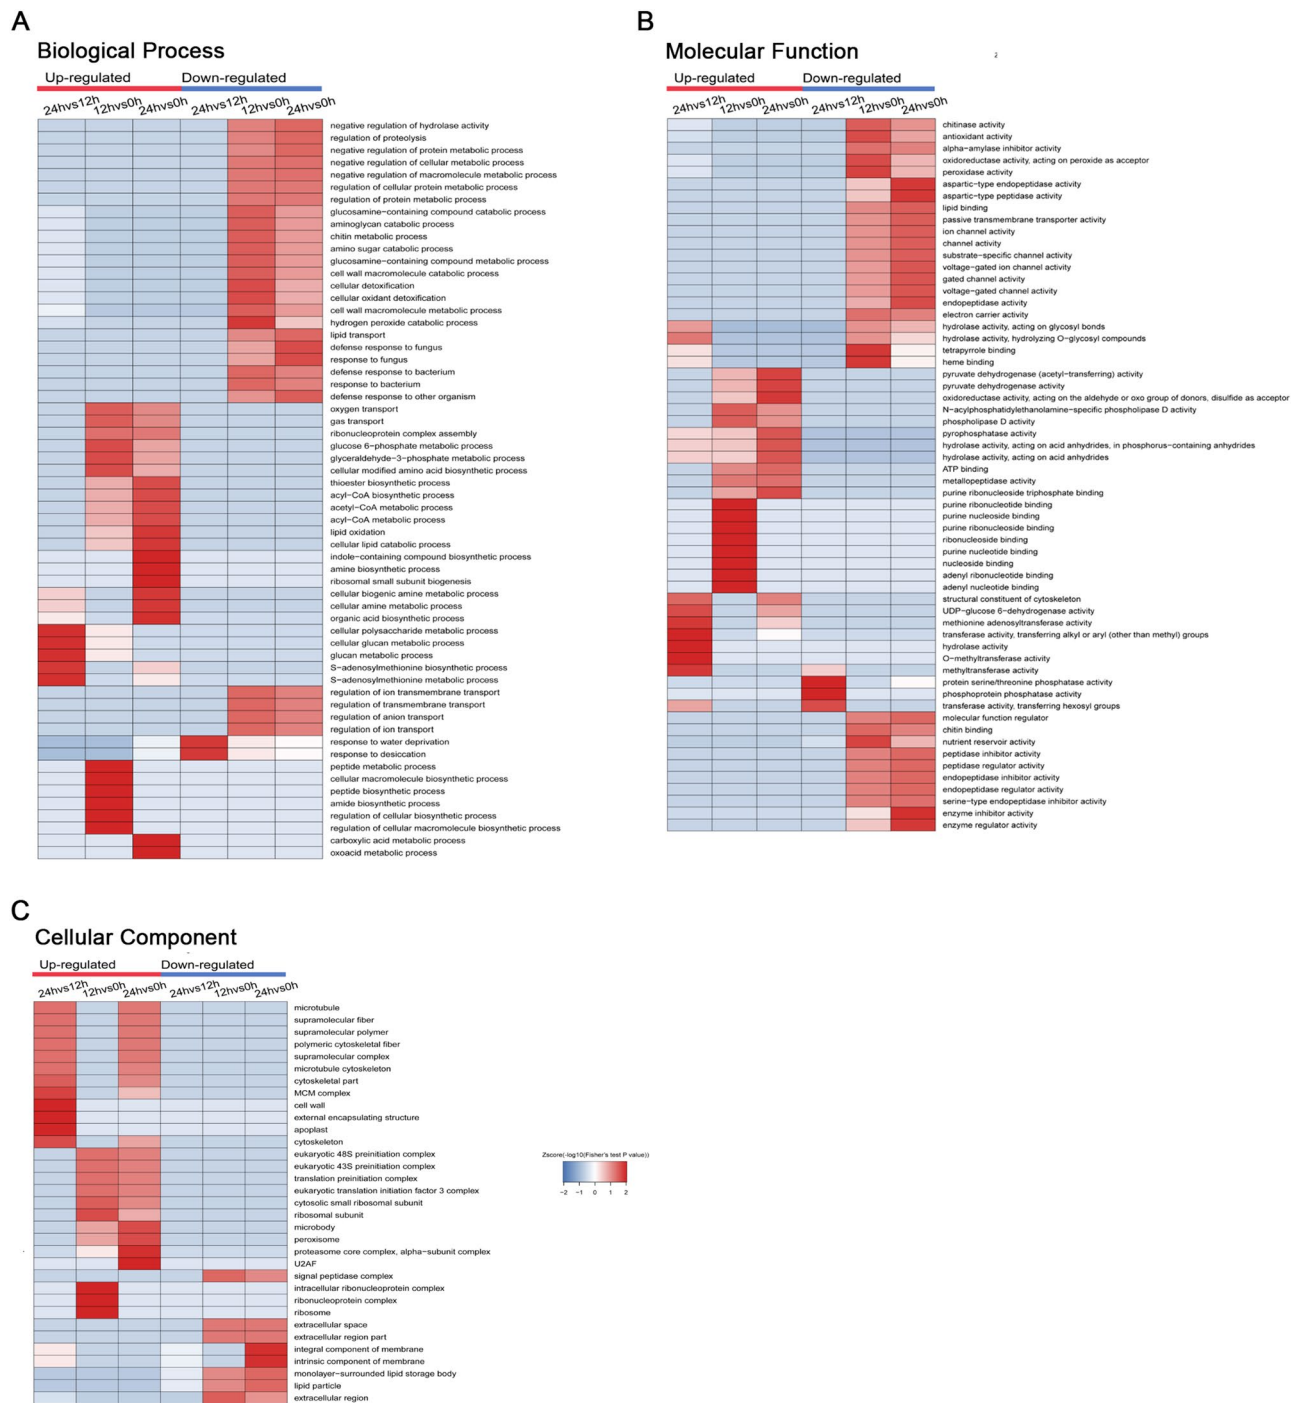 A
Biological Process
Up-regulated Down-regulated
24hvs12h 12hvs0h 24hvs0h 24hvs12h 12hvs0h 24hvs0h
negative regulation of hydrolase activity
regulation of proteolysis
negative regulation of protein metabolic process
negative regulation of cellular metabolic process
negative regulation of macromolecule metabolic process
regulation of cellular protein metabolic process
regulation of protein metabolic process
glucosamine−containing compound catabolic process
aminoglycan catabolic process
chitin metabolic process
amino sugar catabolic process
glucosamine−containing compound metabolic process
cell wall macromolecule catabolic process
cellular detoxification
cellular oxidant detoxification
cell wall macromolecule metabolic process
hydrogen peroxide catabolic process
lipid transport
defense response to fungus
response to fungus
defense response to bacterium
response to bacterium
defense response to other organism
oxygen transport
gas transport
ribonucleoprotein complex assembly
glucose 6−phosphate metabolic process
glyceraldehyde−3−phosphate metabolic process
cellular modified amino acid biosynthetic process
thioester biosynthetic process
acyl−CoA biosynthetic process
acetyl−CoA metabolic process
acyl−CoA metabolic process
lipid oxidation
cellular lipid catabolic process
indole−containing compound biosynthetic process
amine biosynthetic process
ribosomal small subunit biogenesis
cellular biogenic amine metabolic process
cellular amine metabolic process
organic acid biosynthetic process
cellular polysaccharide metabolic process
cellular glucan metabolic process
glucan metabolic process
S−adenosylmethionine biosynthetic process
S−adenosylmethionine metabolic process
regulation of ion transmembrane transport
regulation of transmembrane transport
regulation of anion transport
regulation of ion transport
response to water deprivation
response to desiccation
peptide metabolic process
cellular macromolecule biosynthetic process
peptide biosynthetic process
amide biosynthetic process
regulation of cellular biosynthetic process
regulation of cellular macromolecule biosynthetic process
carboxylic acid metabolic process
oxoacid metabolic process
B
Molecular Function
Up-regulated Down-regulated
24hvs12h 12hvs0h 24hvs0h 24hvs12h 12hvs0h 24hvs0h
chitinase activity
antioxidant activity
alpha−amylase inhibitor activity
oxidoreductase activity, acting on peroxide as acceptor
peroxidase activity
aspartic−type endopeptidase activity
aspartic−type peptidase activity
lipid binding
passive transmembrane transporter activity
ion channel activity
channel activity
substrate−specific channel activity
voltage−gated ion channel activity
gated channel activity
voltage−gated channel activity
endopeptidase activity
electron carrier activity
hydrolase activity, acting on glycosyl bonds
hydrolase activity, hydrolyzing O−glycosyl compounds
tetrapyrrole binding
heme binding
pyruvate dehydrogenase (acetyl−transferring) activity
pyruvate dehydrogenase activity
oxidoreductase activity, acting on the aldehyde or oxo group of donors, disulfide as acceptor
N−acylphosphatidylethanolamine−specific phospholipase D activity
phospholipase D activity
pyrophosphatase activity
hydrolase activity, acting on acid anhydrides, in phosphorus−containing anhydrides
hydrolase activity, acting on acid anhydrides
ATP binding
metallopeptidase activity
purine ribonucleoside triphosphate binding
purine ribonucleotide binding
purine nucleoside binding
purine ribonucleoside binding
ribonucleoside binding
purine nucleotide binding
nucleoside binding
adenyl ribonucleotide binding
adenyl nucleotide binding
structural constituent of cytoskeleton
UDP−glucose 6−dehydrogenase activity
methionine adenosyltransferase activity
transferase activity, transferring alkyl or aryl (other than methyl) groups
hydrolase activity
O−methyltransferase activity
methyltransferase activity
protein serine/threonine phosphatase activity
phosphoprotein phosphatase activity
transferase activity, transferring hexosyl groups
molecular function regulator
chitin binding
nutrient reservoir activity
peptidase inhibitor activity
peptidase regulator activity
endopeptidase inhibitor activity
endopeptidase regulator activity
serine−type endopeptidase inhibitor activity
enzyme inhibitor activity
enzyme regulator activity
C
Cellular Component
Up-regulated Down-regulated
24hvs12h 12hvs0h 24hvs0h 24hvs12h 12hvs0h 24hvs0h
microtubule
supramolecular fiber
supramolecular polymer
polymeric cytoskeletal fiber
supramolecular complex
microtubule cytoskeleton
cytoskeletal part
MCM complex
cell wall
external encapsulating structure
apoplast
cytoskeleton
eukaryotic 48S preinitiation complex
eukaryotic 43S preinitiation complex
translation preinitiation complex
eukaryotic translation initiation factor 3 complex
cytosolic small ribosomal subunit
ribosomal subunit
microbody
peroxisome
proteasome core complex, alpha−subunit complex
U2AF
signal peptidase complex
intracellular ribonucleoprotein complex
ribonucleoprotein complex
ribosome
extracellular space
extracellular region part
integral component of membrane
intrinsic component of membrane
monolayer−surrounded lipid storage body
lipid particle
extracellular region
Zscore(-log10(Fisher's test P value))
−2 −1 0 1 2